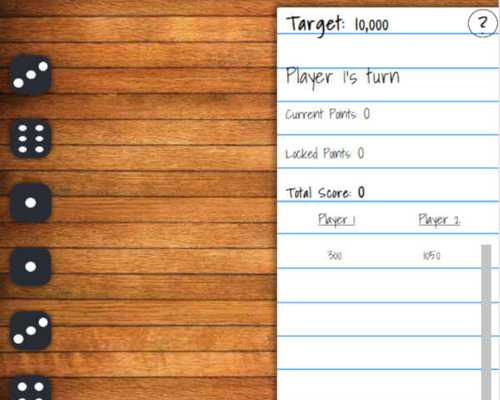 Target: 10,000
?
Player 1's turn
Current Points: 0
Locked Points: 0
Total Score: 0
Player 1 Player 2
300 1050